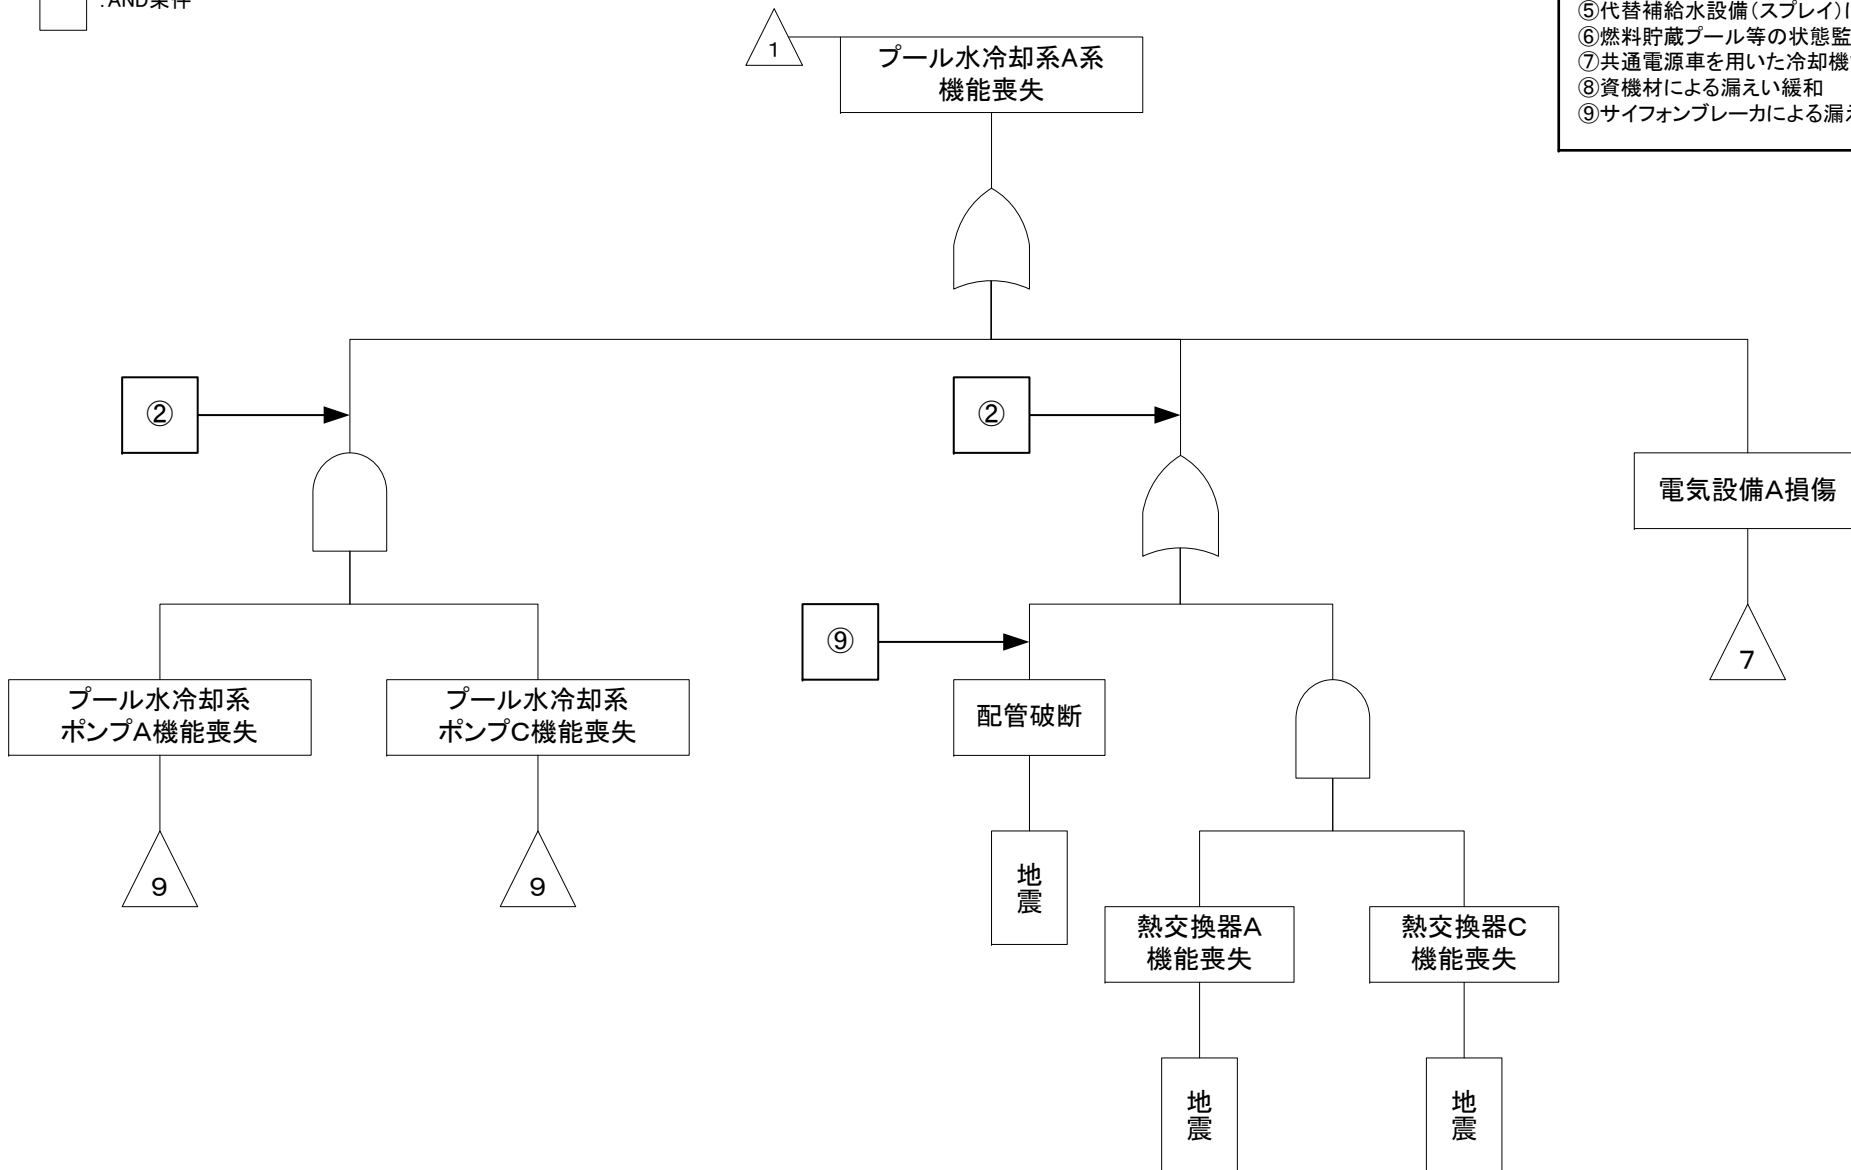 :AND条件
⑤代替補給水設備(スプレイ)に
⑥燃料貯蔵プール等の状態監
⑦共通電源車を用いた冷却機
⑧資機材による漏えい緩和
⑨サイフォンブレーカによる漏え
1
プール水冷却系A系
機能喪失
②
②
電気設備A損傷
⑨
7
プール水冷却系
ポンプA機能喪失
プール水冷却系
ポンプC機能喪失
配管破断
9
9
地震
熱交換器A
機能喪失
熱交換器C
機能喪失
地震
地震